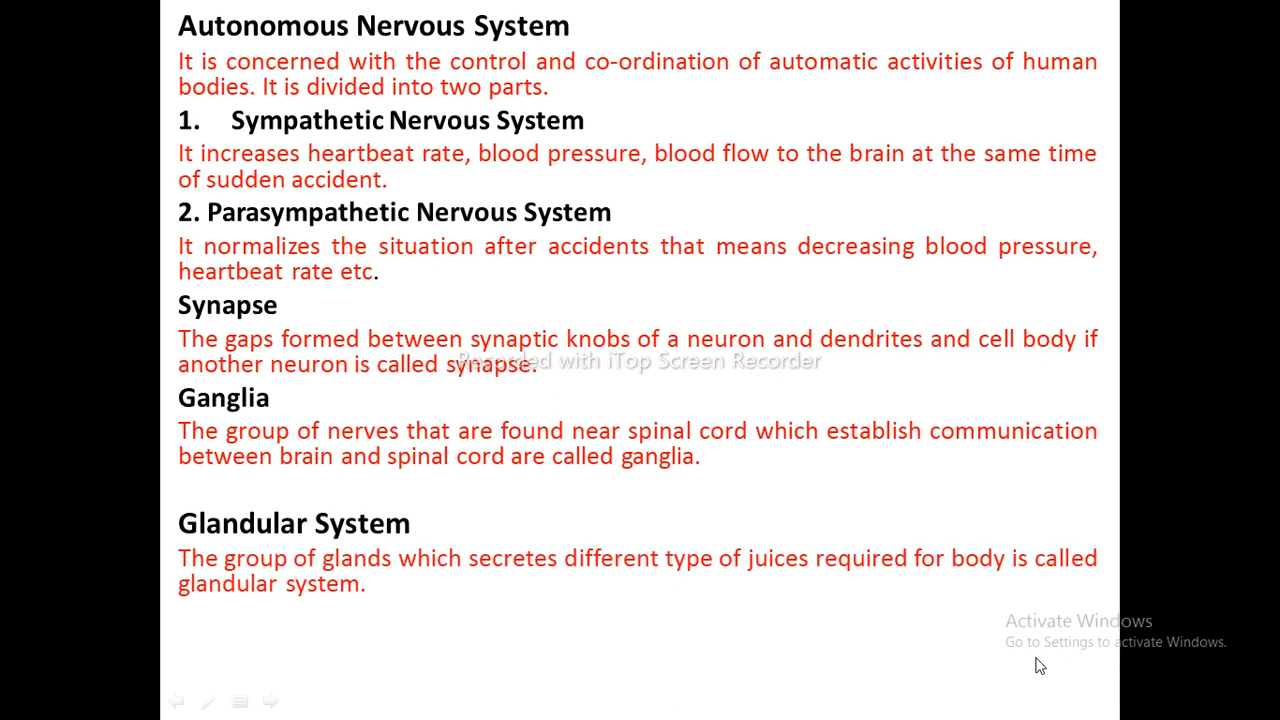 Autonomous Nervous System
It is concerned with the control and co-ordination of automatic activities of human
bodies. It is divided into two parts.
1. Sympathetic Nervous System
It increases heartbeat rate, blood pressure, blood flow to the brain at the same time
of sudden accident.
2. Parasympathetic Nervous System
It normalizes the situation after accidents that means decreasing blood pressure,
heartbeat rate etc.
Synapse
The gaps formed between synaptic knobs of a neuron and dendrites and cell body if
another neuron is called synapse.
Recorded with iTop Screen Recorder
Ganglia
The group of nerves that are found near spinal cord which establish communication
between brain and spinal cord are called ganglia.
Glandular System
The group of glands which secretes different type of juices required for body is called
glandular system.
Activate Windows
Go to Settings to activate Windows.